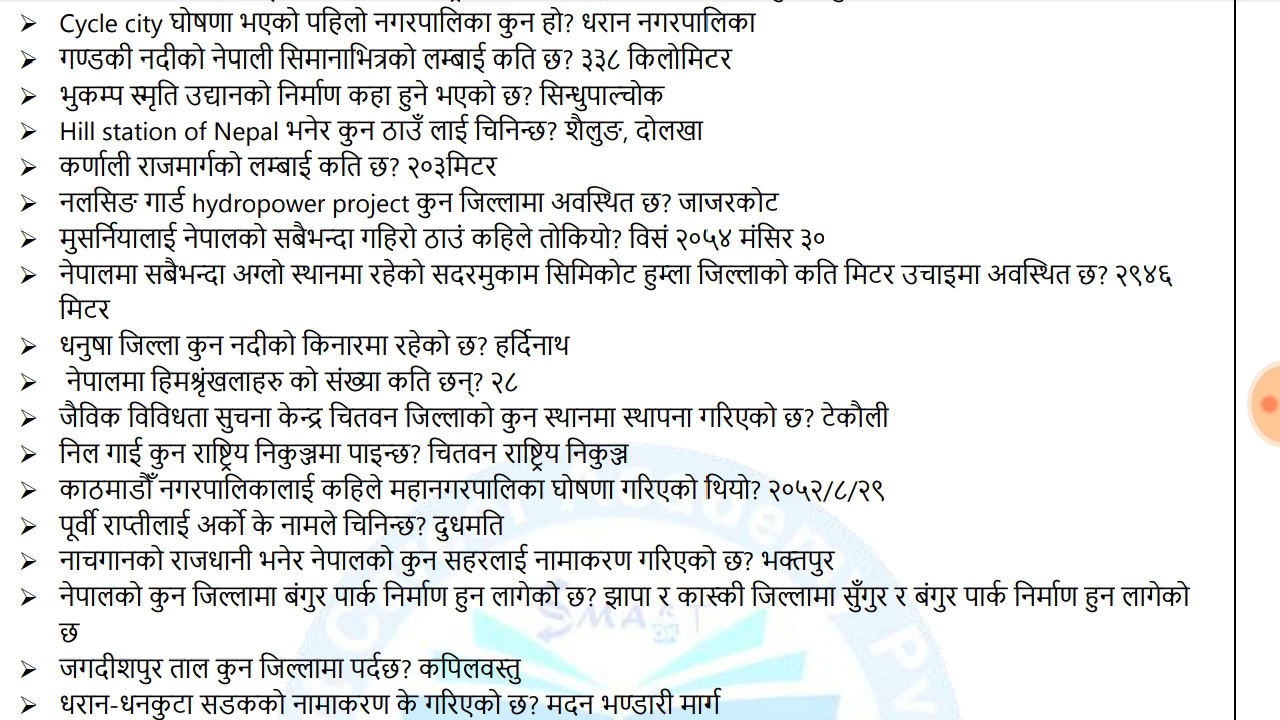 ➢ Cycle city घोषणा भएको पहिलो नगरपालिका कुन हो? धरान नगरपालिका
➢ गण्डकी नदीको नेपाली सिमानाभित्रको लम्बाई कति छ? ३३८ किलोमिटर
➢ भुकम्प स्मृति उद्यानको निर्माण कहा हुने भएको छ? सिन्धुपाल्चोक
➢ Hill station of Nepal भनेर कुन ठाउँ लाई चिनिन्छ? शैलुङ, दोलखा
➢ कर्णाली राजमार्गको लम्बाई कति छ? २०३मिटर
➢ नलसिङ गार्ड hydropower project कुन जिल्लामा अवस्थित छ? जाजरकोट
➢ मुसर्नियालाई नेपालको सबैभन्दा गहिरो ठाउं कहिले तोकियो? विसं २०५४ मंसिर ३०
➢ नेपालमा सबैभन्दा अग्लो स्थानमा रहेको सदरमुकाम सिमिकोट हुम्ला जिल्लाको कति मिटर उचाइमा अवस्थित छ? २९४६
मिटर
➢ धनुषा जिल्ला कुन नदीको किनारमा रहेको छ? हर्दिनाथ
➢ नेपालमा हिमश्रृंखलाहरु को संख्या कति छन्? २८
➢ जैविक विविधता सुचना केन्द्र चितवन जिल्लाको कुन स्थानमा स्थापना गरिएको छ? टेकौली
➢ निल गाई कुन राष्ट्रिय निकुञ्जमा पाइन्छ? चितवन राष्ट्रिय निकुञ्ज
➢ काठमाडौँ नगरपालिकालाई कहिले महानगरपालिका घोषणा गरिएको थियो? २०५२/८/२९
➢ पूर्वी राप्तीलाई अर्को के नामले चिनिन्छ? दुधमति
➢ नाचगानको राजधानी भनेर नेपालको कुन सहरलाई नामाकरण गरिएको छ? भक्तपुर
➢ नेपालको कुन जिल्लामा बंगुर पार्क निर्माण हुन लागेको छ? झापा र कास्की जिल्लामा सुँगुर र बंगुर पार्क निर्माण हुन लागेको
छ
➢ जगदीशपुर ताल कुन जिल्लामा पर्दछ? कपिलवस्तु
➢ धरान-धनकुटा सडकको नामाकरण के गरिएको छ? मदन भण्डारी मार्ग